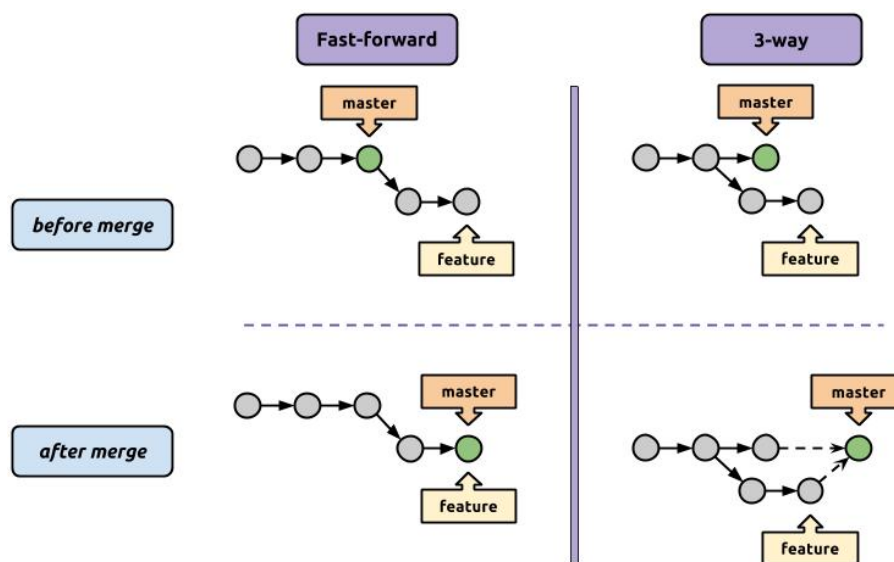 Fast-forward
3-way
master
master
before merge
feature
feature
master
master
after merge
feature
feature